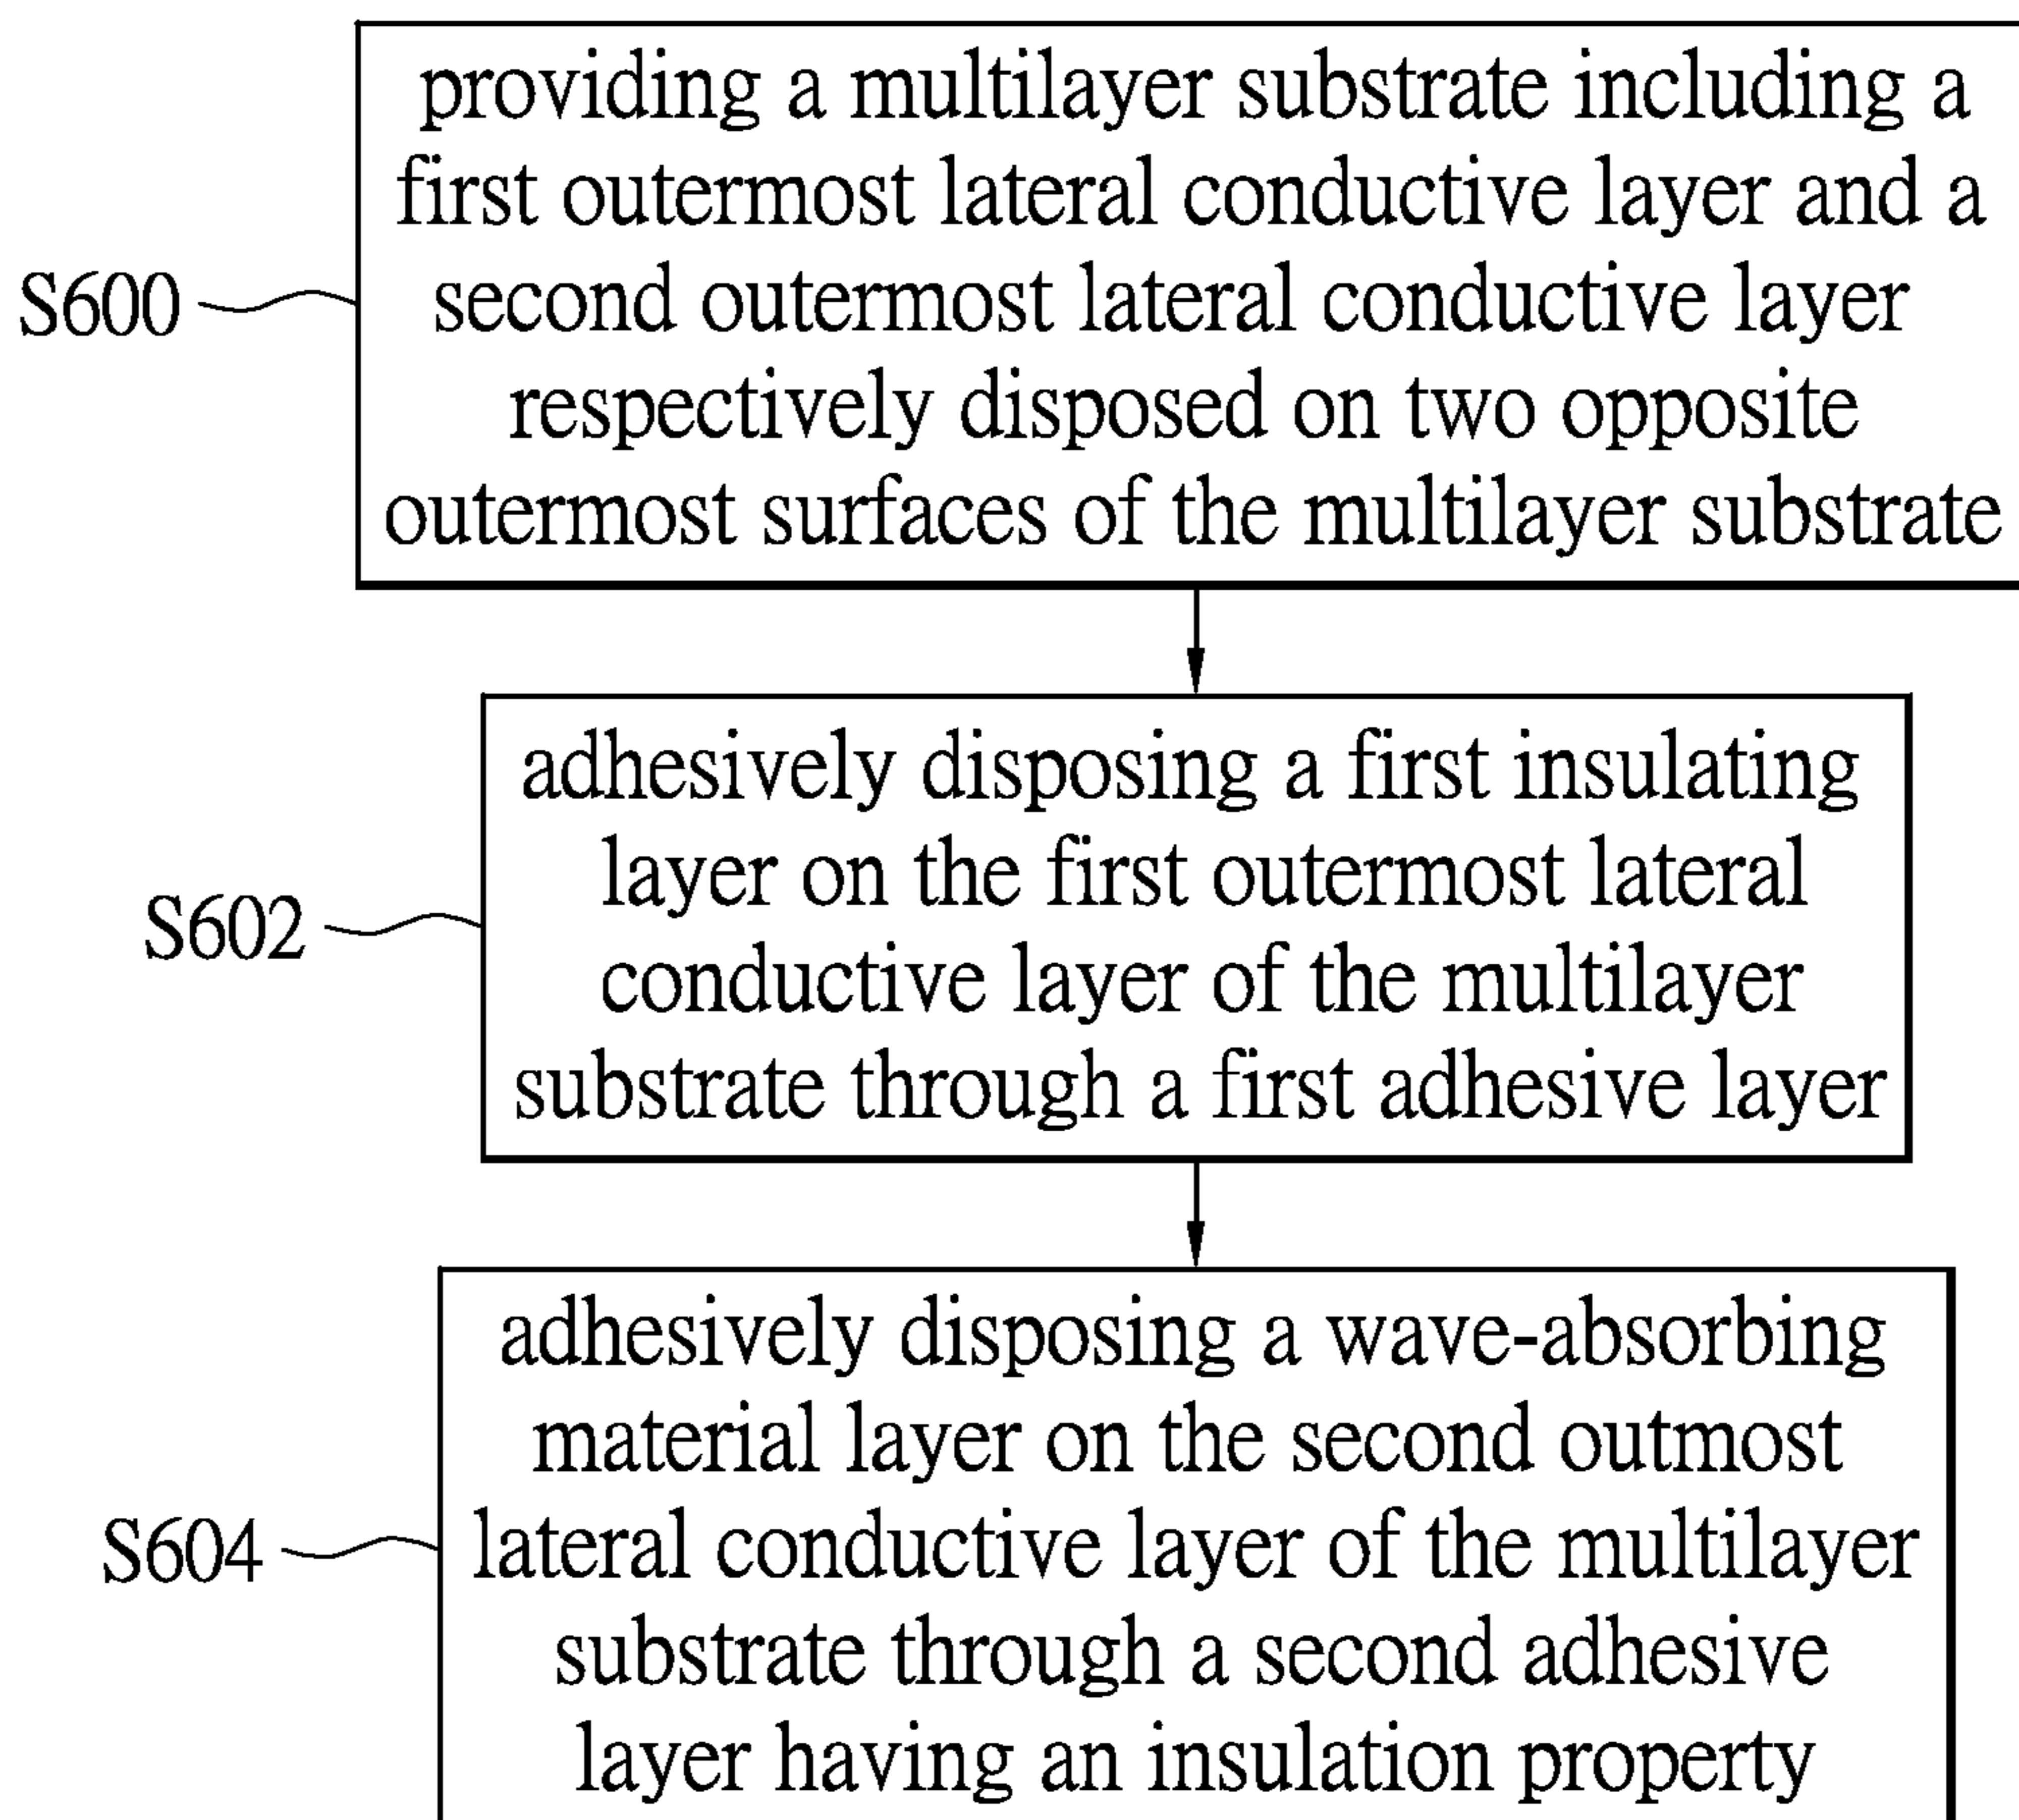 providing a multilayer substrate including a
first outermost lateral conductive layer and a
second outermost lateral conductive layer
respectively disposed on two opposite
outermost surfaces of the multilayer substrate
S600
adhesively disposing a first insulating
layer on the first outermost lateral
conductive layer of the multilayer
substrate through a first adhesive layer
S602
adhesively disposing a wave-absorbing
material layer on the second outmost
lateral conductive layer of the multilayer
substrate through a second adhesive
layer having an insulation property
S604